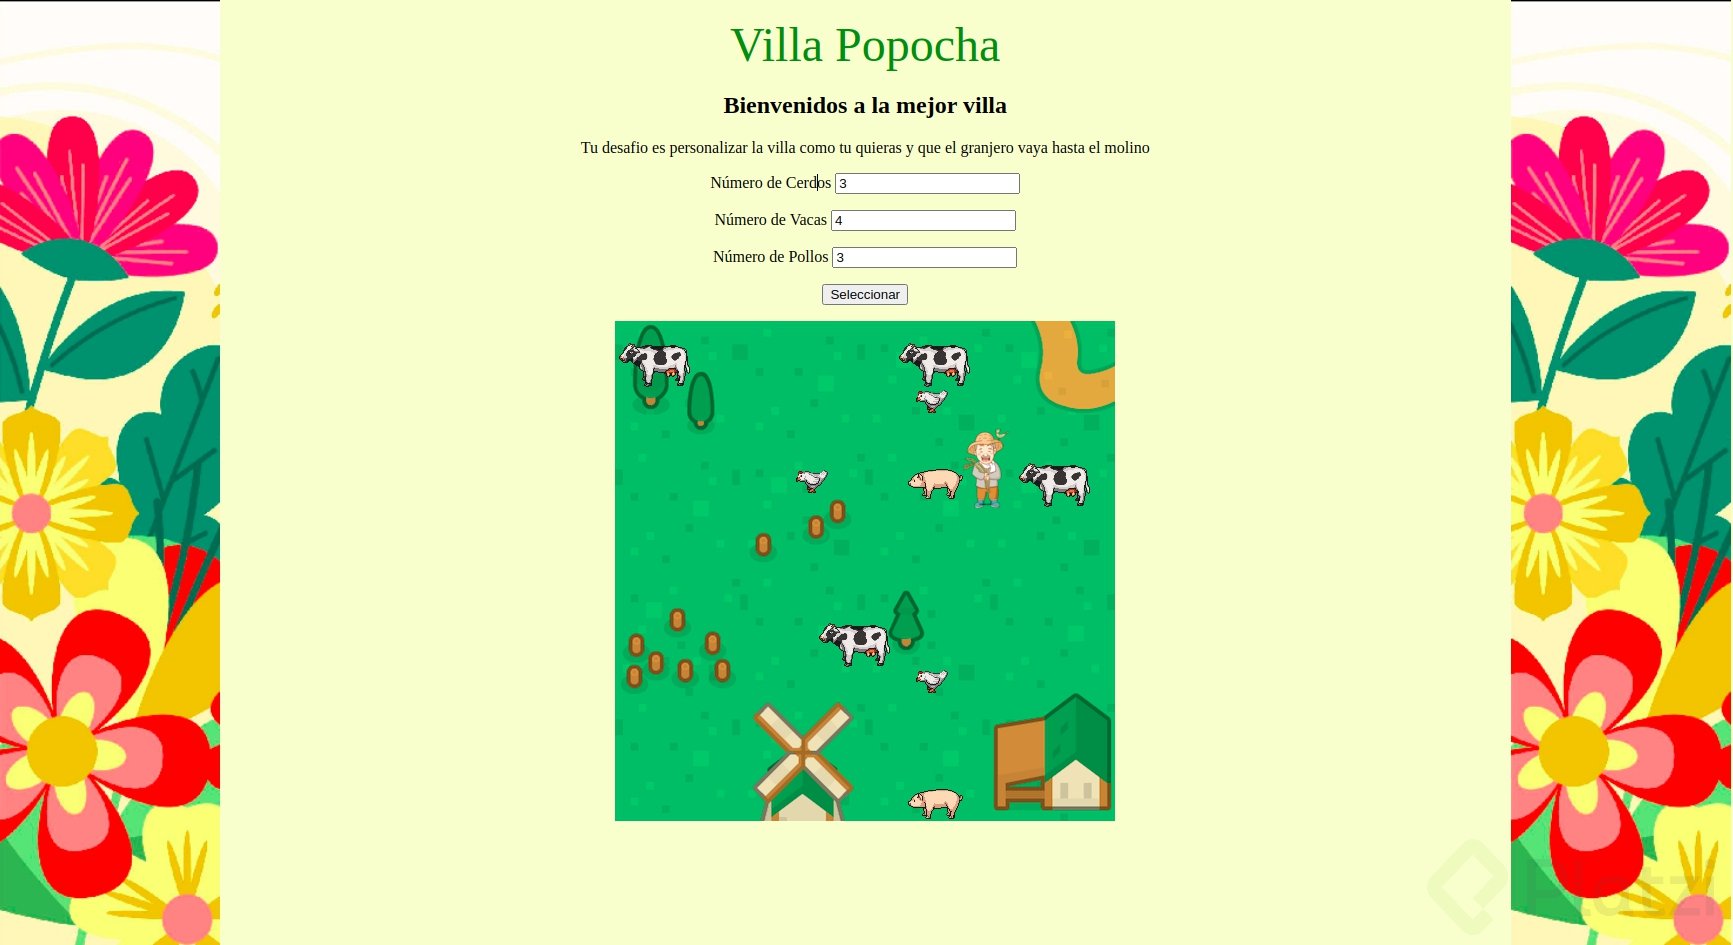 Villa Popocha
Bienvenidos a la mejor villa
Tu desafio es personalizar la villa como tu quieras y que el granjero vaya hasta el molino
Número de Cerdos 3
Número de Vacas 4
Número de Pollos 3
Seleccionar